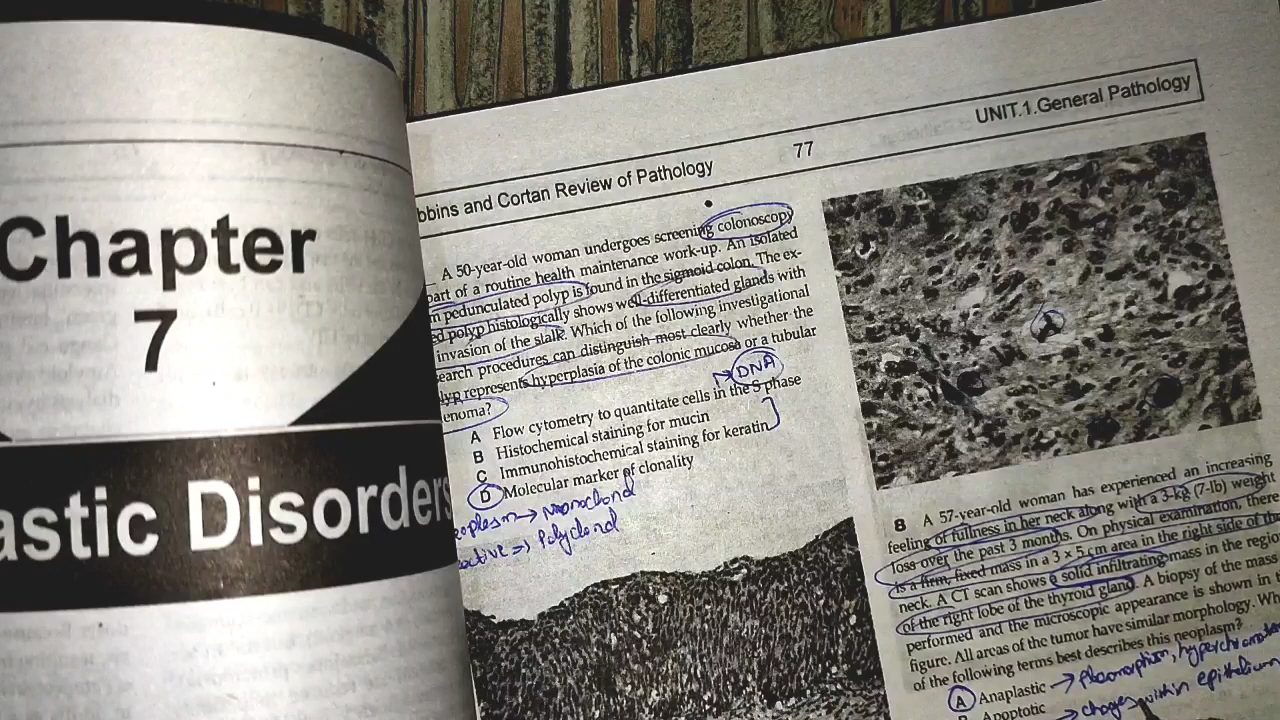 Chapter
7
astic Disorders
bbins and Cortan Review of Pathology
77
UNIT.1.General Pathology
A 50-year-old woman undergoes screening colonoscopy
part of a routine health maintenance work-up. An isolated
pedunculated polyp is found in the sigmoid colon. The ex-
ed polyp histologically shows well-differentiated glands with
invasion of the stalk. Which of the following investigational
earch procedures can distinguish most clearly whether the
lyp represents hyperplasia of the colonic mucosa or a tubular
enoma?
→ DNA
A Flow cytometry to quantitate cells in the S phase
B Histochemical staining for mucin
C Immunohistochemical staining for keratin
D Molecular marker of clonality
eoplasm → Monoclonal
active => Polyclonal
8 A 57-year-old woman has experienced an increasing
feeling of fullness in her neck along with a 3-kg (7-lb) weight
loss over the past 3 months. On physical examination, there
is a firm, fixed mass in a 3 × 5 cm area in the right side of the
neck. A CT scan shows a solid infiltrating mass in the regio
of the right lobe of the thyroid gland. A biopsy of the mass
performed and the microscopic appearance is shown in
figure. All areas of the tumor have similar morphology. Wh
of the following terms best describes this neoplasm?
A Anaplastic → pleomorphism,
B Apoptotic → within epithelium